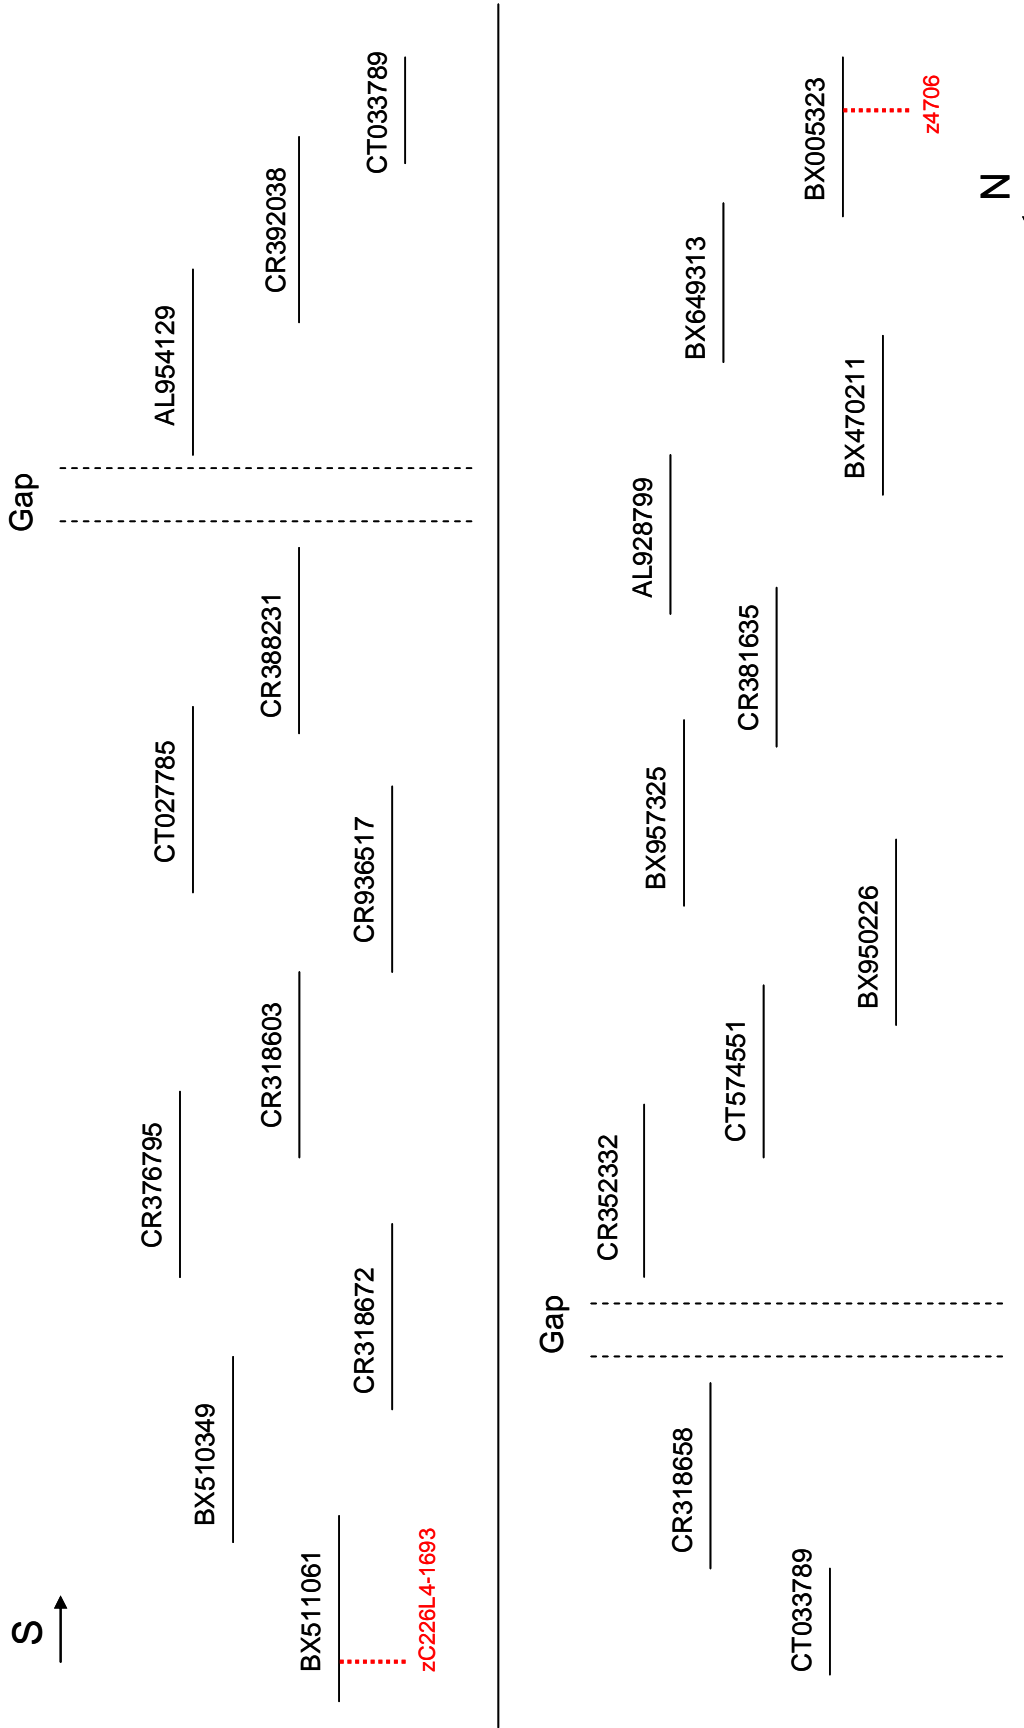 S
Gap
BX511061
zC226L4-1693
BX510349
CR318672
CR376795
CR318603
CR936517
CT027785
CR388231
AL954129
CR392038
CT033789
CT033789
CR318658
Gap
CR352332
CT574551
BX950226
BX957325
CR381635
AL928799
BX470211
BX649313
BX005323
z4706
N